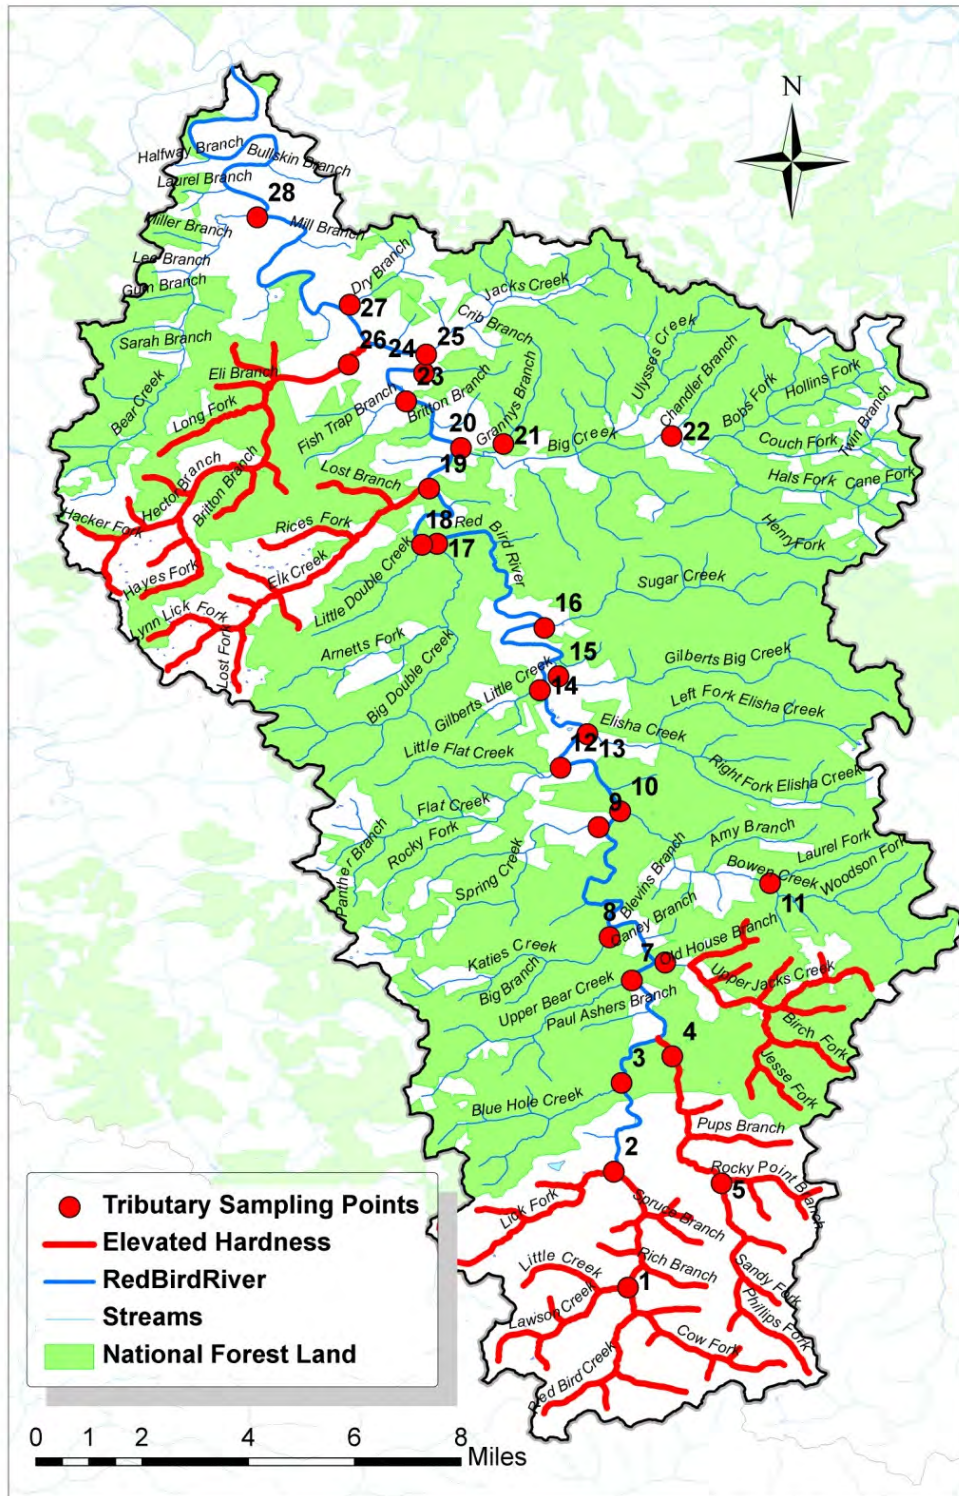 N
Halfway Branch
Bullskin Branch
Laurel Branch
28
Miller Branch
Mill Branch
Lee Branch
Gum Branch
Dry Branch
27
Jacks Creek
Crib Branch
Sarah Branch
26
25
24
23
Eli Branch
Bear Creek
Long Fork
Fish Trap Branch
Britton Branch
Grannys Branch
Ulysses Creek
Chandler Branch
Bobs Fork
Hollins Fork
Twin Branch
20
21
22
Big Creek
Couch Fork
19
Lost Branch
Hals Fork
Cane Fork
Hector Branch
Britton Branch
Hacker Fork
Rices Fork
18
Red Bird River
17
Henry Fork
Hayes Fork
Elk Creek
Little Double Creek
Sugar Creek
Lynn Lick Fork
Lost Fork
Arnetts Fork
Big Double Creek
16
15
Gilberts Big Creek
Gilberts Little Creek
14
Left Fork Elisha Creek
Elisha Creek
12
13
Little Flat Creek
Right Fork Elisha Creek
Flat Creek
10
9
Rocky Fork
Panther Branch
Spring Creek
Amy Branch
Laurel Fork
Bowen Creek
Woodson Fork
11
Blevins Branch
8
Caney Branch
Katies Creek
7
Old House Branch
Big Branch
Upper Bear Creek
Upper Jacks Creek
Paul Ashers Branch
Birch Fork
4
3
Jesse Fork
Blue Hole Creek
Pups Branch
2
Rocky Point Branch
5
Lick Fork
Spruce Branch
Little Creek
Rich Branch
Sandy Fork
1
Phillips Fork
Lawson Creek
Cow Fork
Red Bird Creek
Tributary Sampling Points
Elevated Hardness
RedBirdRiver
Streams
National Forest Land
0 1 2 4 6 8
Miles